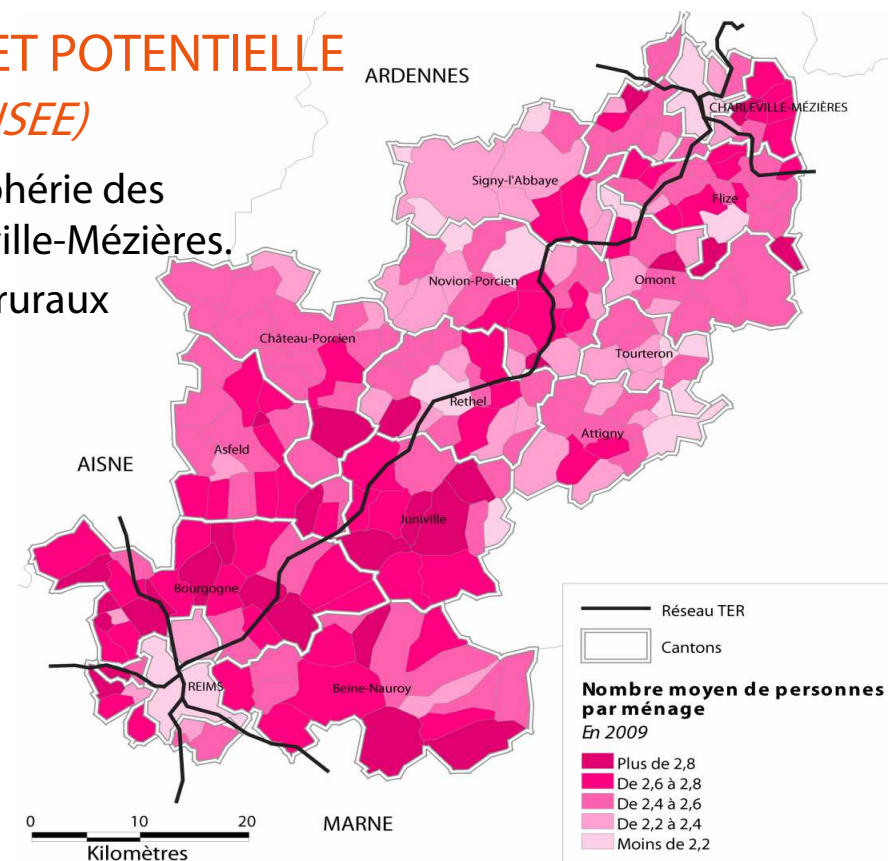 ET POTENTIELLE
ARDENNES
CHARLEVILLE-MÉZIÈRES
phérie des
ville-Mézières.
ruraux
Signy-l'Abbaye
Flize
Novion-Porcien
Omont
Château-Porcien
Tourteron
Rethel
Attigny
Asfeld
AISNE
Juniville
Bourgogne
REIMS
Beine-Nauroy
MARNE
0 10 20
Kilomètres
Réseau TER
Cantons
Nombre moyen de personnes
par ménage
En 2009
Plus de 2,8
De 2,6 à 2,8
De 2,4 à 2,6
De 2,2 à 2,4
Moins de 2,2